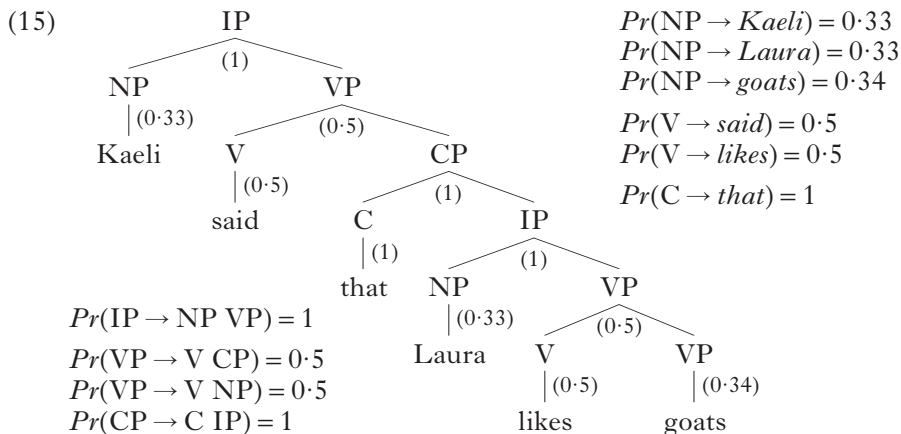 (15) IP
(1)
NP VP
(0·33) (0·5)
Kaeli V CP
(0·5) (1)
said C IP
(1) (1)
that NP VP
(0·33) (0·5)
Laura V VP
(0·5) (0·34)
likes goats
Pr(NP → Kaeli) = 0·33
Pr(NP → Laura) = 0·33
Pr(NP → goats) = 0·34
Pr(V → said) = 0·5
Pr(V → likes) = 0·5
Pr(C → that) = 1
Pr(IP → NP VP) = 1
Pr(VP → V CP) = 0·5
Pr(VP → V NP) = 0·5
Pr(CP → C IP) = 1